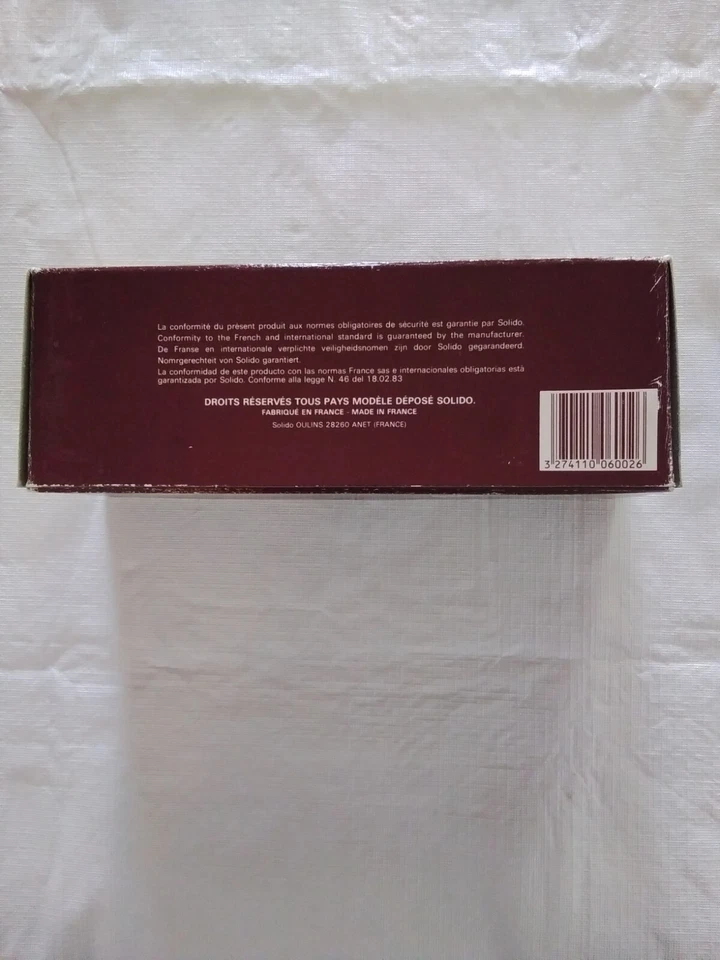 La conformité du présent produit aux normes obligatoires de sécurité est garantie par Solido.
Conformity to the French and international standard is guaranteed by the manufacturer.
De Franse en internationale verplichte veiligheidsnomen zijn door Solido gegarandeerd.
Nomrgerechteit von Solido garantiert.
La conformidad de este producto con las normas France sas e internacionales obligatorias está
garantizada por Solido. Conforme alla legge N. 46 del 18.02.83
DROITS RÉSERVÉS TOUS PAYS MODÈLE DÉPOSÉ SOLIDO.
FABRIQUÉ EN FRANCE - MADE IN FRANCE
Solido OULINS 28260 ANET (FRANCE)
3 274110 060026